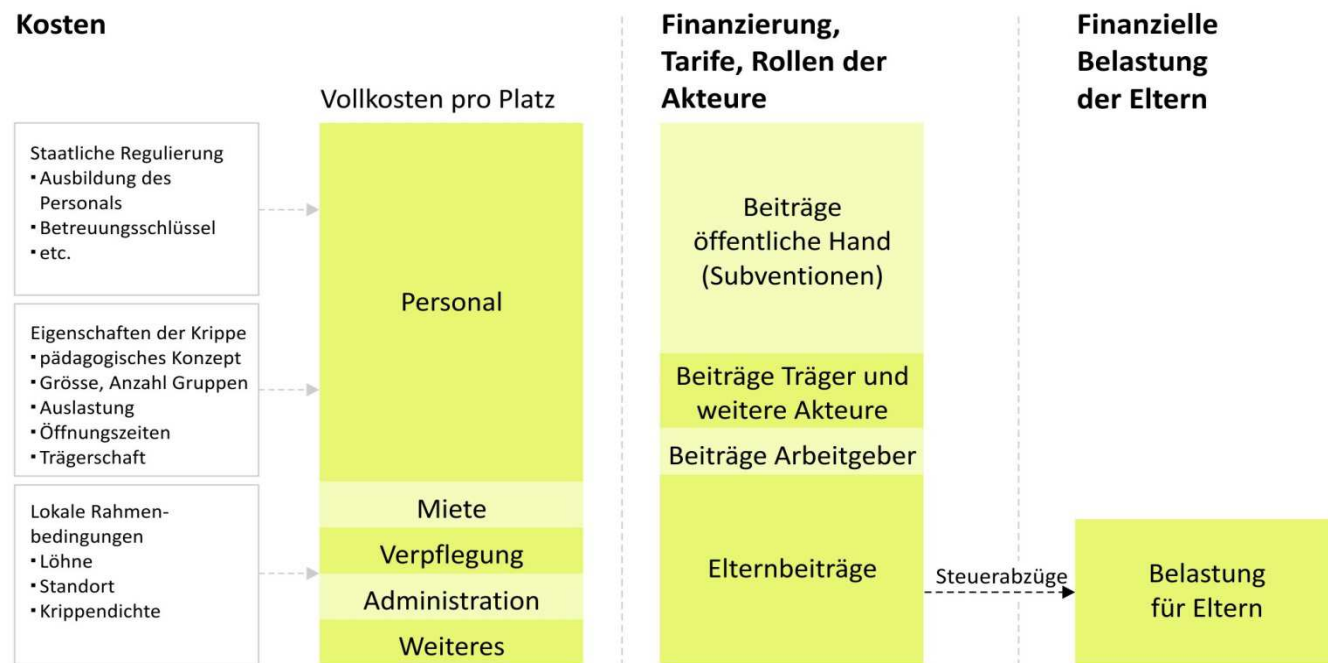 Kosten
Vollkosten pro Platz
Staatliche Regulierung
▪ Ausbildung des
Personals
▪ Betreuungsschlüssel
▪ etc.
Eigenschaften der Krippe
▪ pädagogisches Konzept
▪ Grösse, Anzahl Gruppen
▪ Auslastung
▪ Öffnungszeiten
▪ Trägerschaft
Lokale Rahmen-
bedingungen
▪ Löhne
▪ Standort
▪ Krippendichte
Personal
Miete
Verpflegung
Administration
Weiteres
Finanzierung,
Tarife, Rollen der
Akteure
Beiträge
öffentliche Hand
(Subventionen)
Beiträge Träger und
weitere Akteure
Beiträge Arbeitgeber
Elternbeiträge
Steuerabzüge
Finanzielle
Belastung
der Eltern
Belastung
für Eltern